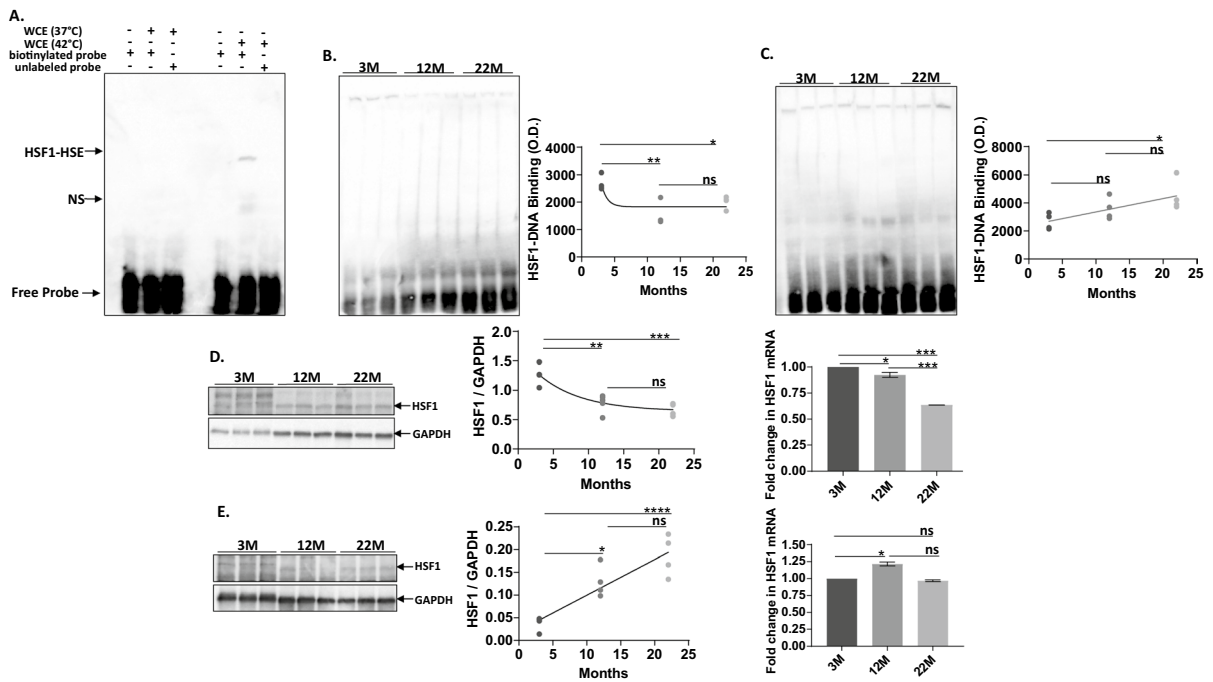 A.
WCE (37°C) - + + - - -
WCE (42°C) - - - - + +
biotinylated probe + + - + + -
unlabeled probe - - + - - +
HSF1-HSE
NS
Free Probe
B.
3M 12M 22M
HSF1-DNA Binding (O.D.)
4000
3000
2000
1000
0
0 5 10 15 20 25
Months
*
**
ns
C.
3M 12M 22M
HSF1-DNA Binding (O.D.)
8000
6000
4000
2000
0
0 5 10 15 20 25
Months
*
ns
ns
D.
3M 12M 22M
HSF1
GAPDH
HSF1 / GAPDH
2.0
1.5
1.0
0.5
0.0
0 5 10 15 20 25
Months
***
**
ns
Fold change in HSF1 mRNA
1.00
0.75
0.50
0.25
0.00
3M 12M 22M
***
*
***
E.
3M 12M 22M
HSF1
GAPDH
HSF1 / GAPDH
0.25
0.20
0.15
0.10
0.05
0.00
0 5 10 15 20 25
Months
****
ns
*
Fold change in HSF1 mRNA
1.50
1.25
1.00
0.75
0.50
0.25
0.00
3M 12M 22M
ns
*
ns